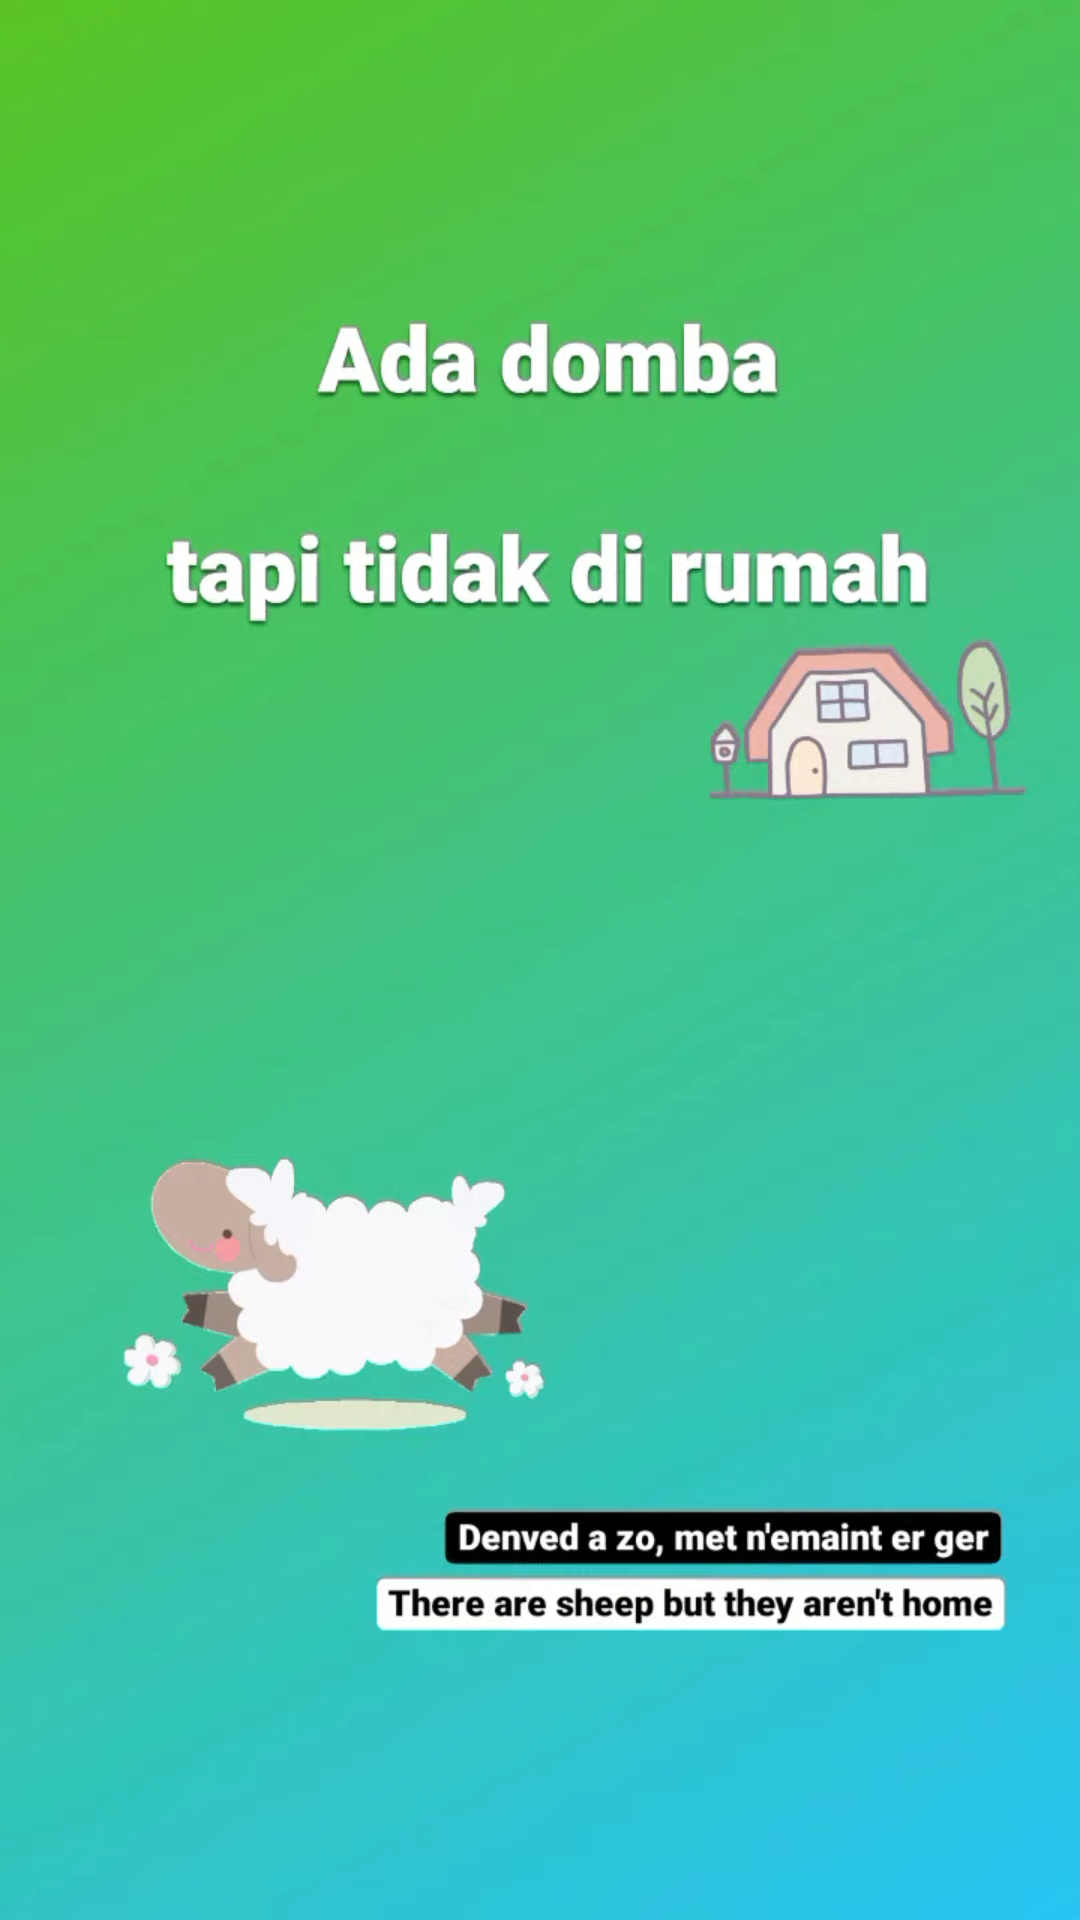 Ada domba
tapi tidak di rumah
Denved a zo, met n'emaint er ger
There are sheep but they aren't home